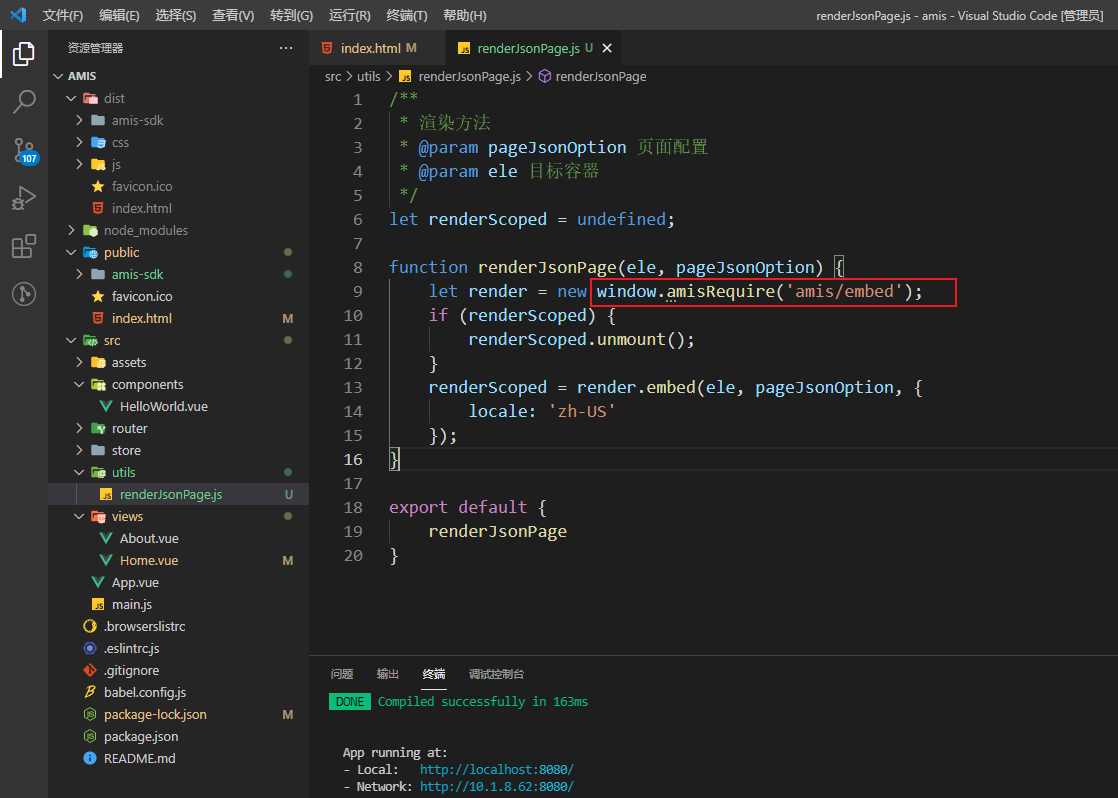 文件(F) 编辑(E) 选择(S) 查看(V) 转到(G) 运行(R) 终端(T) 帮助(H) renderJsonPage.js - amis - Visual Studio Code [管理员]
资源管理器 ···
AMIS
dist
amis-sdk
css
js
favicon.ico
index.html
node_modules
public
amis-sdk
favicon.ico
index.html M
src
assets
components
HelloWorld.vue
router
store
utils
renderJsonPage.js U
views
About.vue
Home.vue M
App.vue
main.js
.browserslistrc
.eslintrc.js
.gitignore
babel.config.js
package-lock.json M
package.json
README.md
107
index.html M renderJsonPage.js U ×
src > utils > renderJsonPage.js > renderJsonPage
1 /**
2 * 渲染方法
3 * @param pageJsonOption 页面配置
4 * @param ele 目标容器
5 */
6 let renderScoped = undefined;
7
8 function renderJsonPage(ele, pageJsonOption) {
9 let render = new window.amisRequire('amis/embed');
10 if (renderScoped) {
11 renderScoped.unmount();
12 }
13 renderScoped = render.embed(ele, pageJsonOption, {
14 locale: 'zh-US'
15 });
16 }
17
18 export default {
19 renderJsonPage
20 }
问题 输出 终端 调试控制台
DONE Compiled successfully in 163ms
App running at:
- Local: http://localhost:8080/
- Network: http://10.1.8.62:8080/